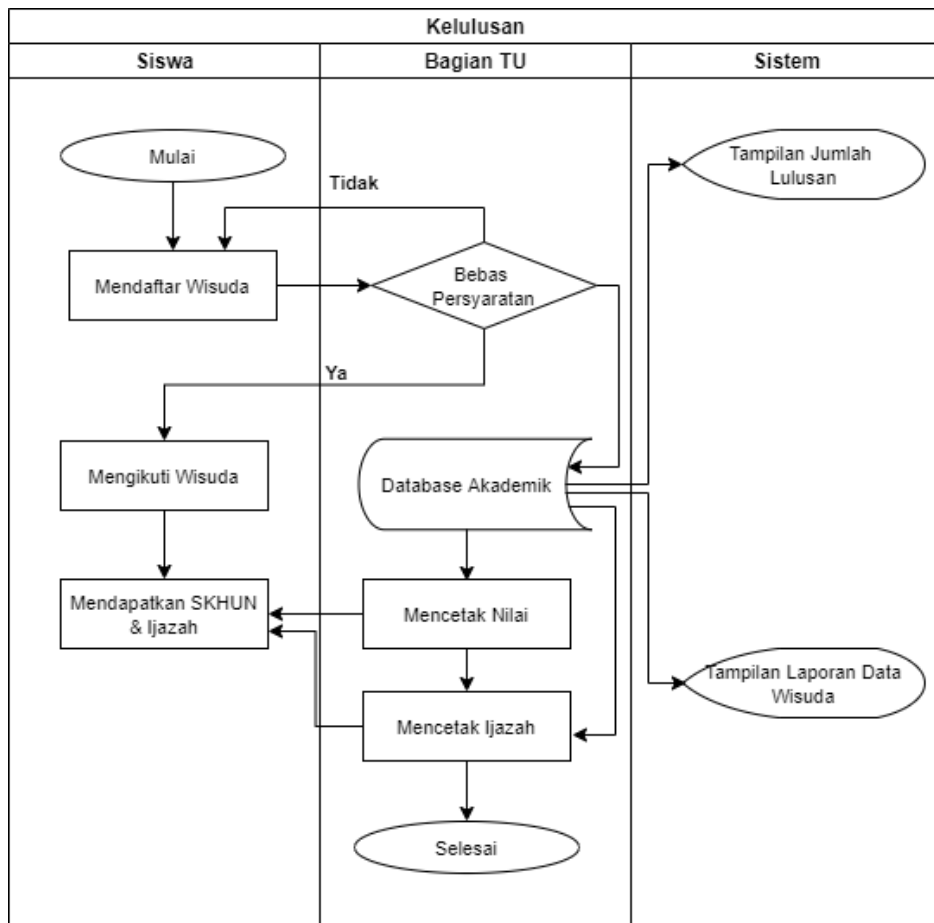 Kelulusan
Siswa
Bagian TU
Sistem
Mulai
Tampilan Jumlah
Lulusan
Tidak
Mendaftar Wisuda
Bebas
Persyaratan
Ya
Mengikuti Wisuda
Database Akademik
Mendapatkan SKHUN
& Ijazah
Mencetak Nilai
Tampilan Laporan Data
Wisuda
Mencetak Ijazah
Selesai